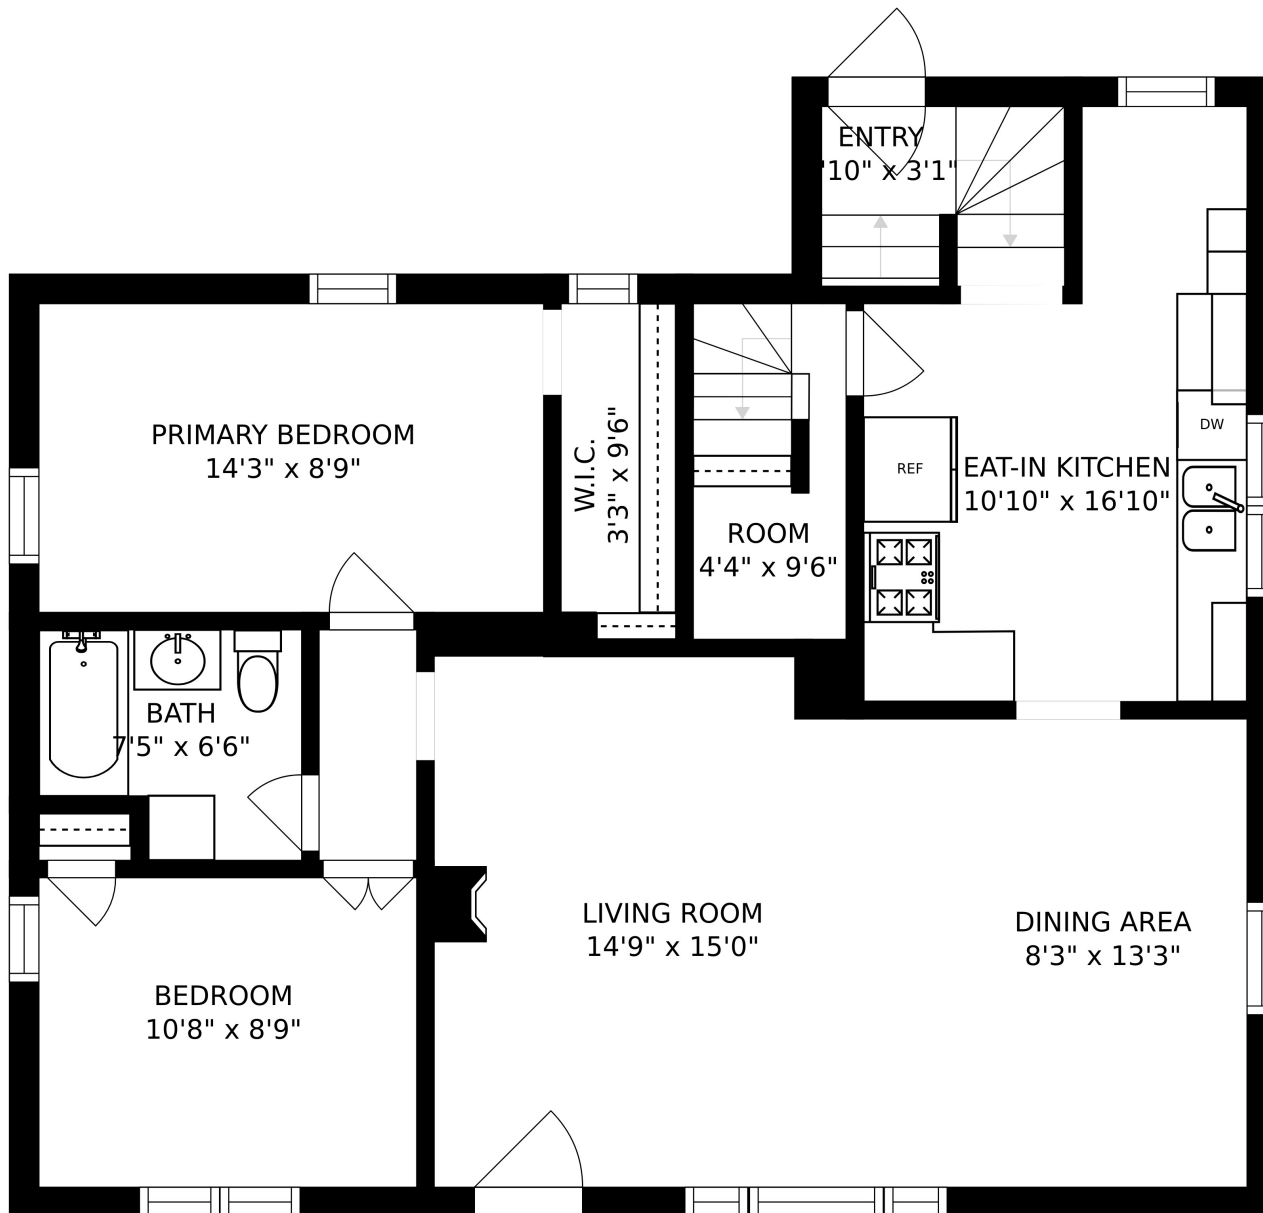 ENTRY
'10" x 3'1"
PRIMARY BEDROOM
14'3" x 8'9"
W.I.C.
3'3" x 9'6"
ROOM
4'4" x 9'6"
REF
EAT-IN KITCHEN
10'10" x 16'10"
DW
BATH
7'5" x 6'6"
LIVING ROOM
14'9" x 15'0"
DINING AREA
8'3" x 13'3"
BEDROOM
10'8" x 8'9"